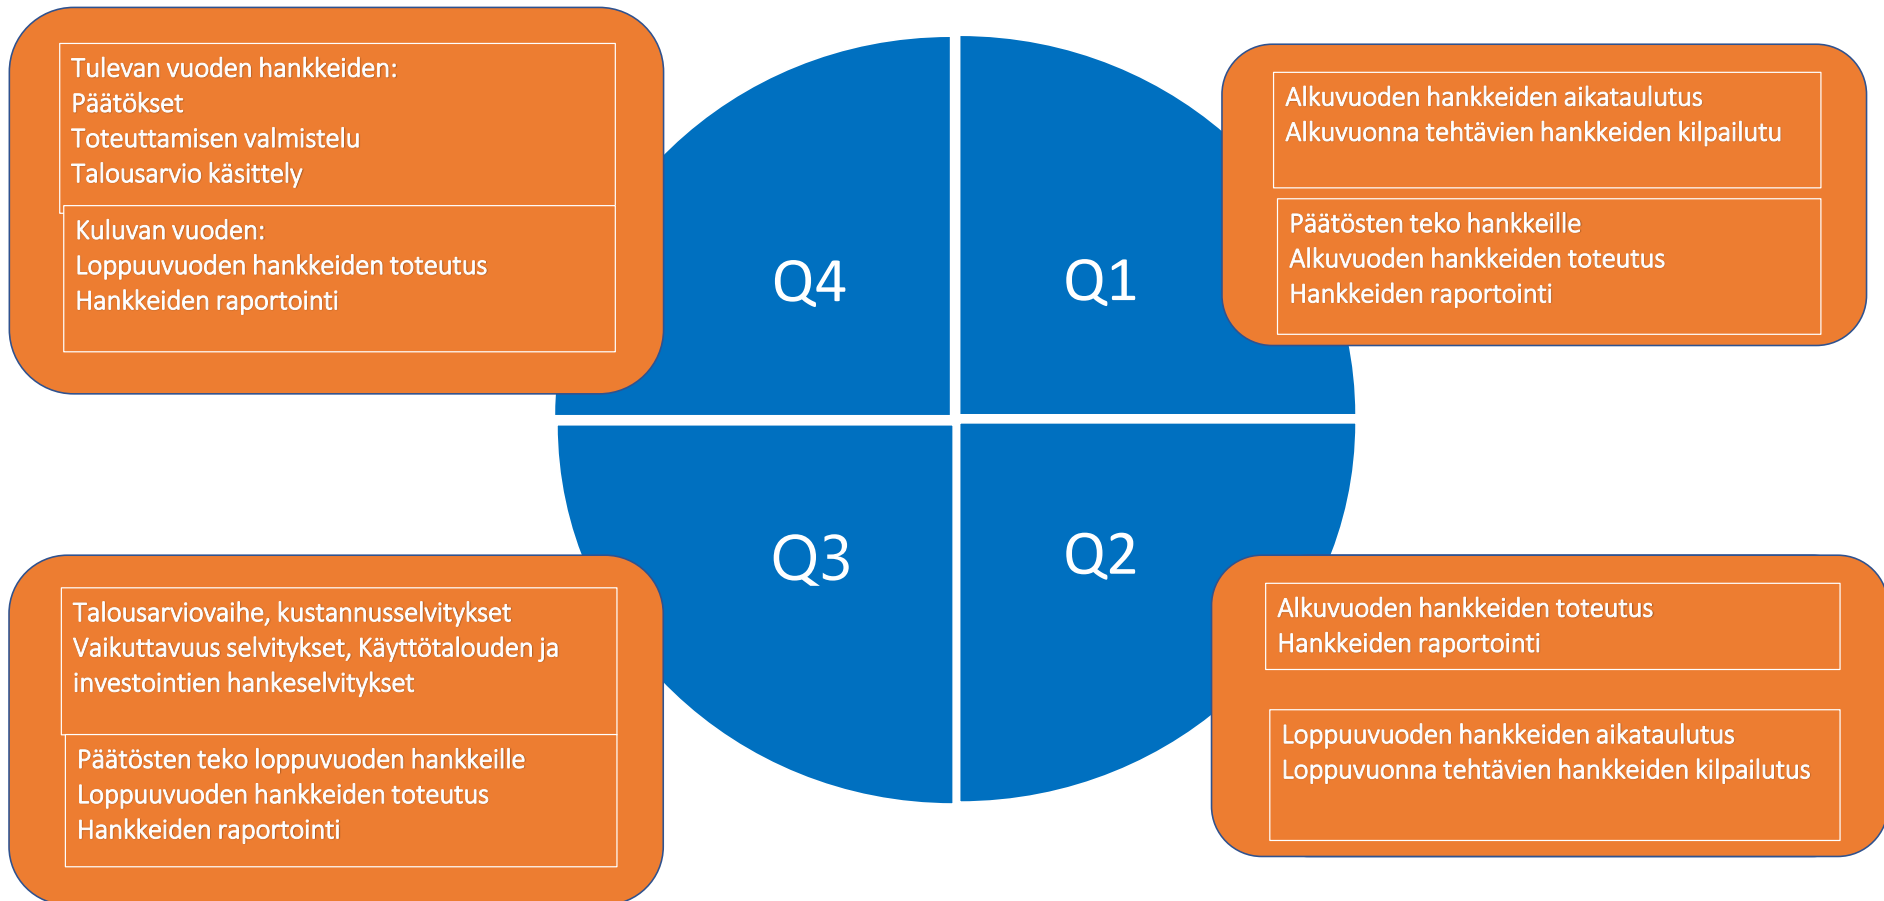 Tulevan vuoden hankkeiden:
Päätökset
Toteuttamisen valmistelu
Talousarvio käsittely
Kuluvan vuoden:
Loppuuvuoden hankkeiden toteutus
Hankkeiden raportointi
Q4
Q1
Alkuvuoden hankkeiden aikataulutus
Alkuvuonna tehtävien hankkeiden kilpailutu
Päätösten teko hankkeille
Alkuvuoden hankkeiden toteutus
Hankkeiden raportointi
Q3
Q2
Talousarviovaihe, kustannusselvitykset
Vaikuttavuus selvitykset, Käyttötalouden ja
investointien hankeselvitykset
Päätösten teko loppuvuoden hankkeille
Loppuuvuoden hankkeiden toteutus
Hankkeiden raportointi
Alkuvuoden hankkeiden toteutus
Hankkeiden raportointi
Loppuuvuoden hankkeiden aikataulutus
Loppuvuonna tehtävien hankkeiden kilpailutus